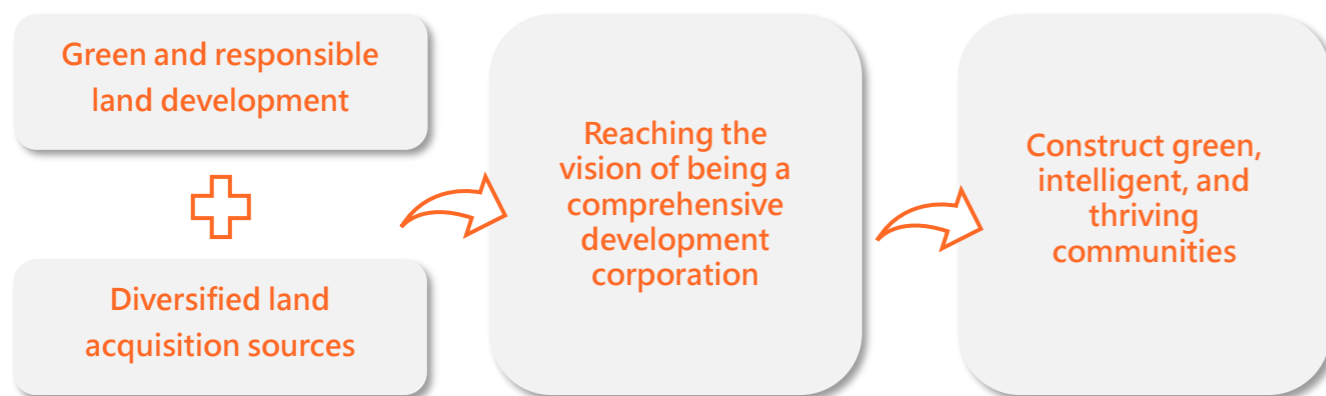 Green and responsible
land development
Diversified land
acquisition sources
Reaching the
vision of being a
comprehensive
development
corporation
Construct green,
intelligent, and
thriving
communities